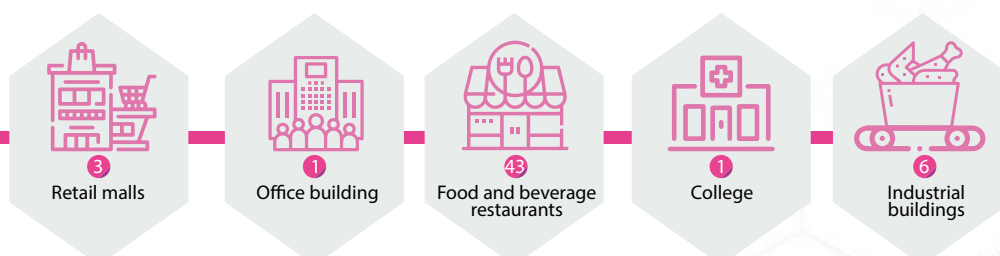 3
Retail malls
1
Office building
43
Food and beverage
restaurants
1
College
6
Industrial
buildings